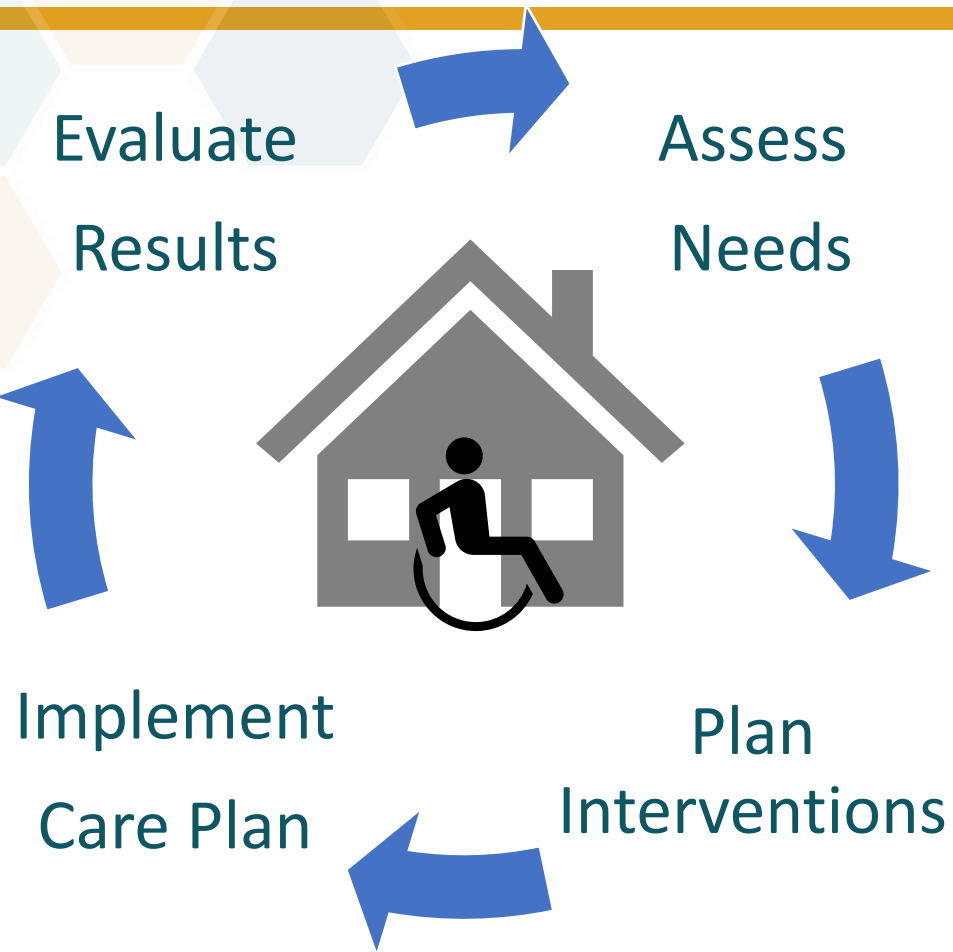 Evaluate
Results
Assess
Needs
Plan
Interventions
Implement
Care Plan